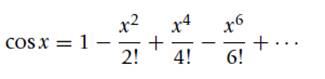 cos x = 1 − x²/2! + x⁴/4! − x⁶/6! + ⋯